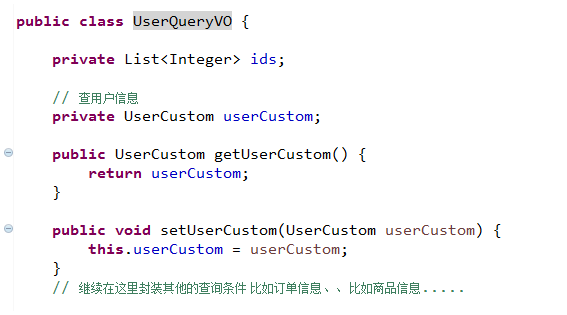 public class UserQueryVO {
private List<Integer> ids;
// 查用户信息
private UserCustom userCustom;
public UserCustom getUserCustom() {
return userCustom;
}
public void setUserCustom(UserCustom userCustom) {
this.userCustom = userCustom;
}
// 继续在这里封装其他的查询条件 比如订单信息、、比如商品信息.....